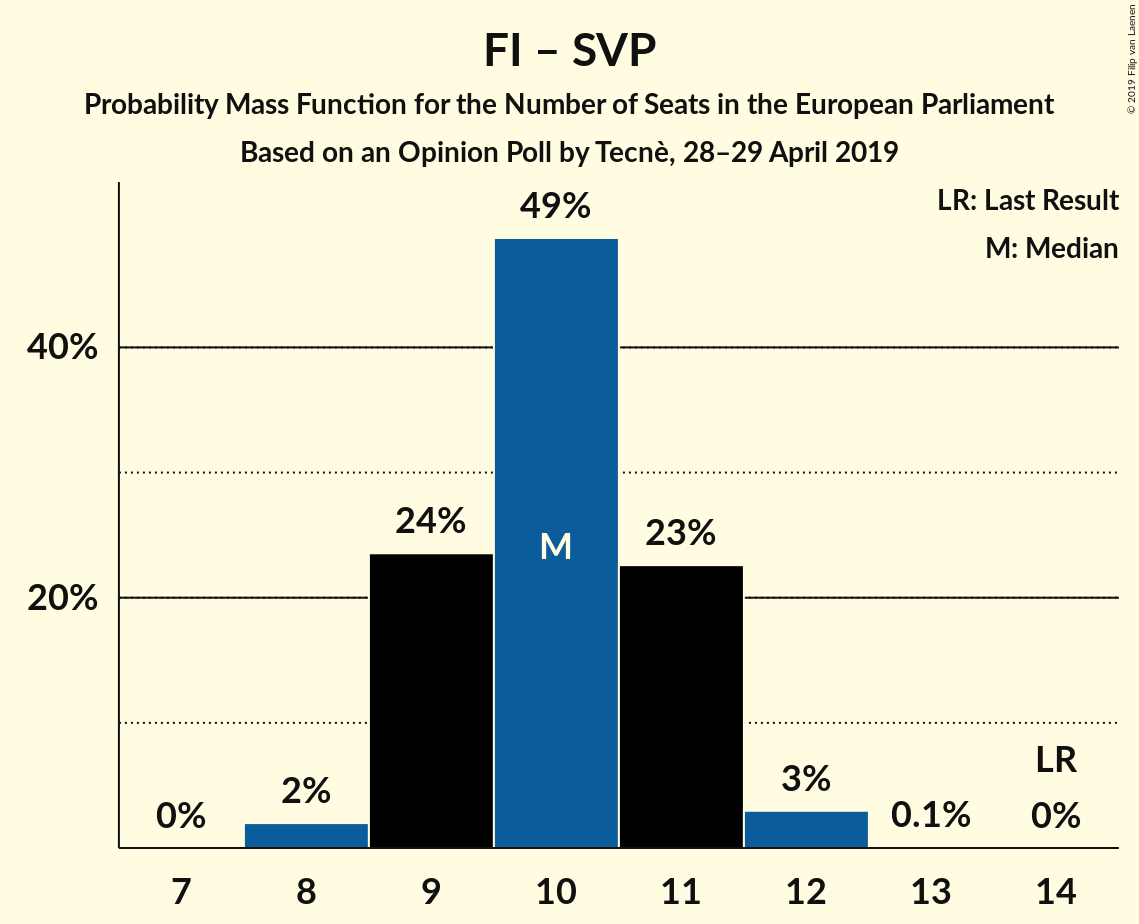 FI – SVP
Probability Mass Function for the Number of Seats in the European Parliament
Based on an Opinion Poll by Tecnè, 28–29 April 2019
© 2019 Filip van Laenen
LR: Last Result
M: Median
49%
40%
24%
23%
M
20%
LR
0%
2%
3%
0.1%
0%
7 8 9 10 11 12 13 14